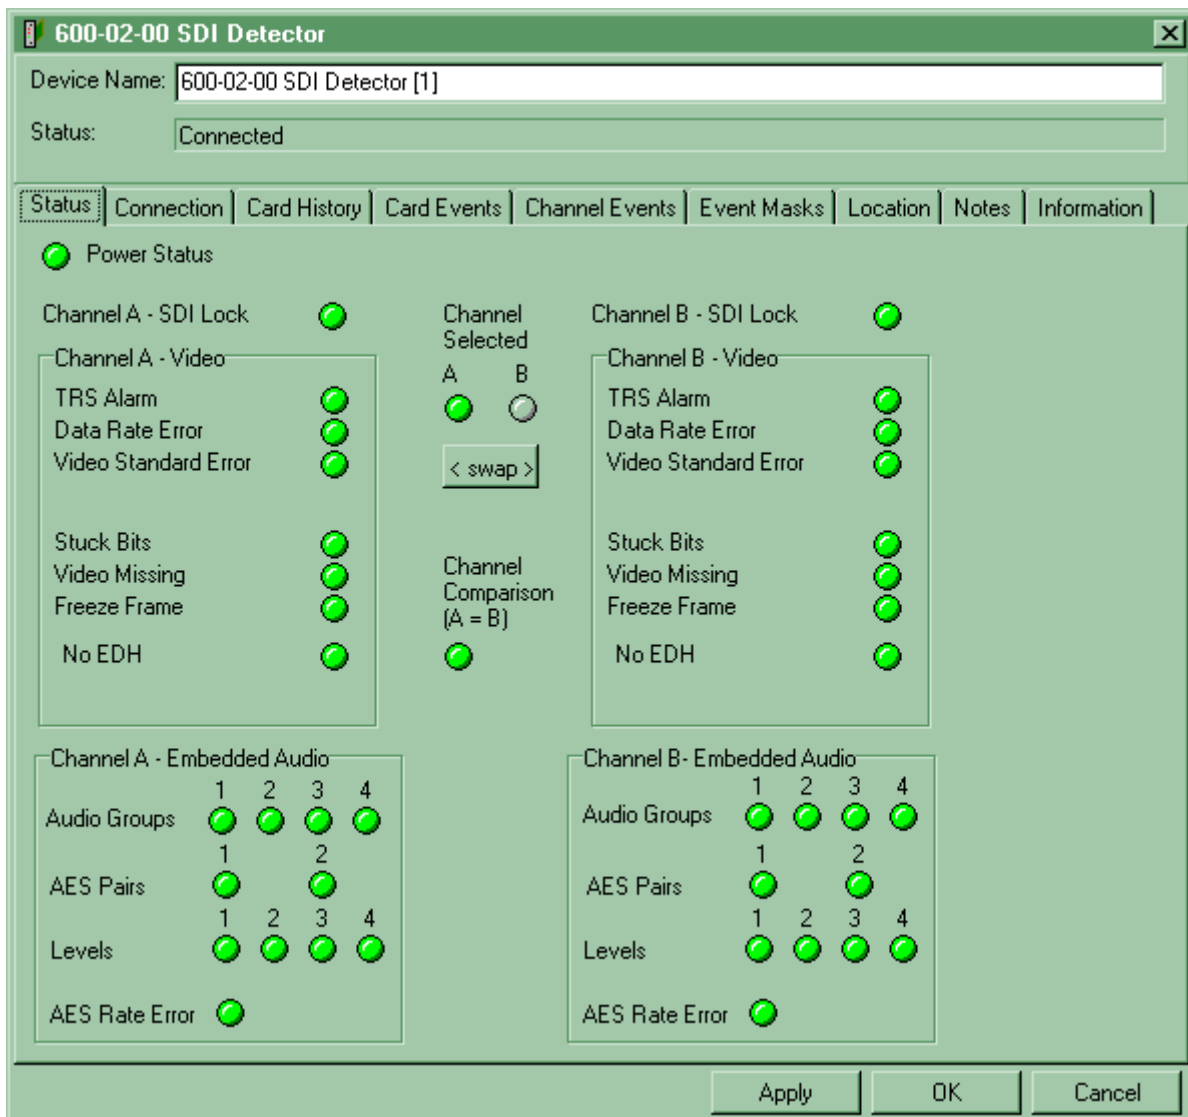 600-02-00 SDI Detector
Device Name: 600-02-00 SDI Detector [1]
Status: Connected
Status Connection Card History Card Events Channel Events Event Masks Location Notes Information
Power Status
Channel A - SDI Lock
Channel A - Video
TRS Alarm
Data Rate Error
Video Standard Error
Stuck Bits
Video Missing
Freeze Frame
No EDH
Channel
Selected
A B
< swap >
Channel
Comparison
(A = B)
Channel B - SDI Lock
Channel B - Video
TRS Alarm
Data Rate Error
Video Standard Error
Stuck Bits
Video Missing
Freeze Frame
No EDH
Channel A - Embedded Audio
1 2 3 4
Audio Groups
1 2
AES Pairs
1 2 3 4
Levels
AES Rate Error
Channel B- Embedded Audio
1 2 3 4
Audio Groups
1 2
AES Pairs
1 2 3 4
Levels
AES Rate Error
Apply OK Cancel